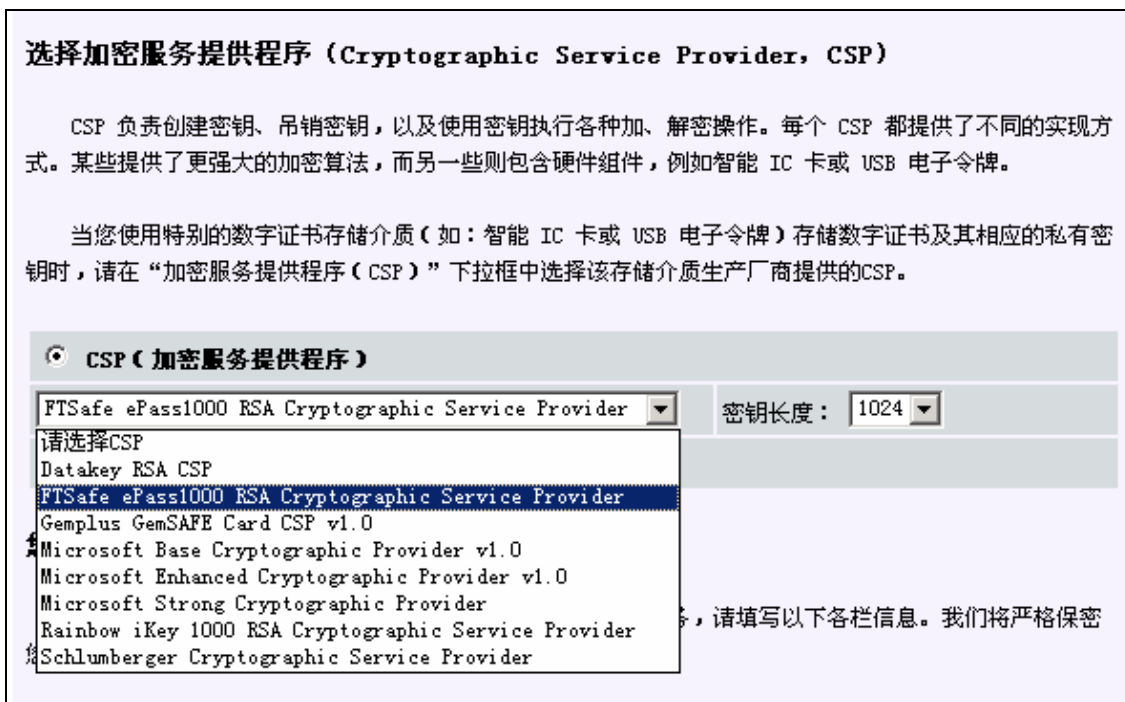 选择加密服务提供程序（Cryptographic Service Provider，CSP）
CSP 负责创建密钥、吊销密钥，以及使用密钥执行各种加、解密操作。每个 CSP 都提供了不同的实现方
式。某些提供了更强大的加密算法，而另一些则包含硬件组件，例如智能 IC 卡或 USB 电子令牌。
当您使用特别的数字证书存储介质（如：智能 IC 卡或 USB 电子令牌）存储数字证书及其相应的私有密
钥时，请在“加密服务提供程序（CSP）”下拉框中选择该存储介质生产厂商提供的CSP。
CSP（加密服务提供程序）
FTSafe ePass1000 RSA Cryptographic Service Provider 密钥长度： 1024
请选择CSP
Datakey RSA CSP
FTSafe ePass1000 RSA Cryptographic Service Provider
Gemplus GemSAFE Card CSP v1.0
Microsoft Base Cryptographic Provider v1.0
Microsoft Enhanced Cryptographic Provider v1.0
Microsoft Strong Cryptographic Provider
，请填写以下各栏信息。我们将严格保密
Rainbow iKey 1000 RSA Cryptographic Service Provider
Schlumberger Cryptographic Service Provider